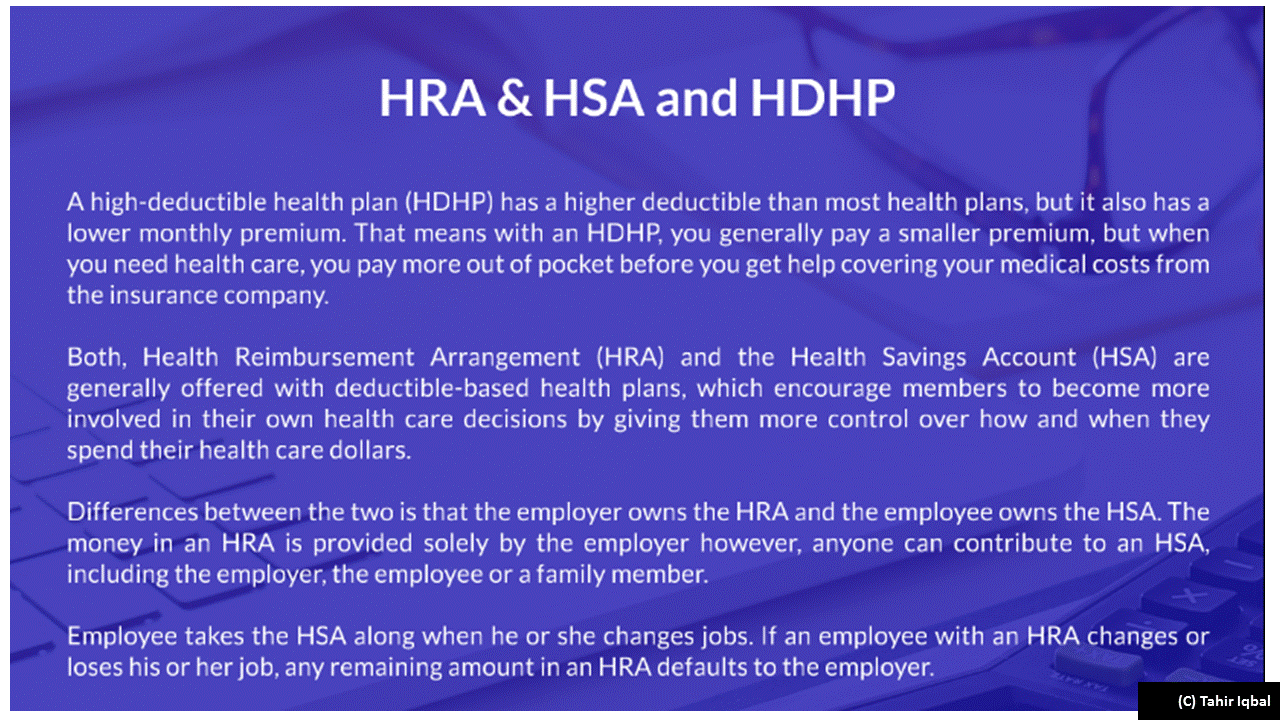 HRA & HSA and HDHP
A high-deductible health plan (HDHP) has a higher deductible than most health plans, but it also has a
lower monthly premium. That means with an HDHP, you generally pay a smaller premium, but when
you need health care, you pay more out of pocket before you get help covering your medical costs from
the insurance company.
Both, Health Reimbursement Arrangement (HRA) and the Health Savings Account (HSA) are
generally offered with deductible-based health plans, which encourage members to become more
involved in their own health care decisions by giving them more control over how and when they
spend their health care dollars.
Differences between the two is that the employer owns the HRA and the employee owns the HSA. The
money in an HRA is provided solely by the employer however, anyone can contribute to an HSA,
including the employer, the employee or a family member.
Employee takes the HSA along when he or she changes jobs. If an employee with an HRA changes or
loses his or her job, any remaining amount in an HRA defaults to the employer.
(C) Tahir Iqbal